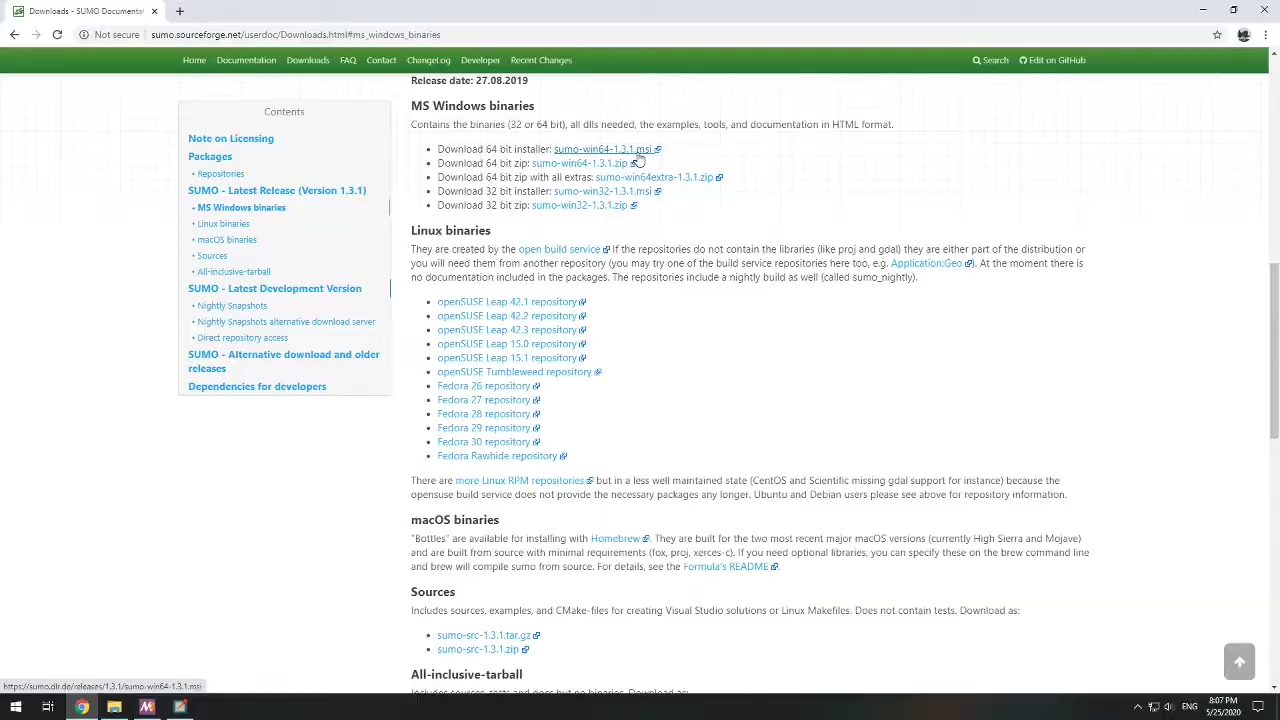 Downloads - SUMO Documenta
Not secure | sumo.sourceforge.net/userdoc/Downloads.html#ms_windows_binaries
Home Documentation Downloads FAQ Contact ChangeLog Developer Recent Changes Search Edit on GitHub
Release date: 27.08.2019
Contents
Note on Licensing
Packages
• Repositories
SUMO - Latest Release (Version 1.3.1)
- MS Windows binaries
• Linux binaries
• macOS binaries
• Sources
• All-inclusive-tarball
SUMO - Latest Development Version
• Nightly Snapshots
• Nightly Snapshots alternative download server
• Direct repository access
SUMO - Alternative download and older
releases
Dependencies for developers
MS Windows binaries
Contains the binaries (32 or 64 bit), all dlls needed, the examples, tools, and documentation in HTML format.
• Download 64 bit installer: sumo-win64-1.3.1.msi
• Download 64 bit zip: sumo-win64-1.3.1.zip
• Download 64 bit zip with all extras: sumo-win64extra-1.3.1.zip
• Download 32 bit installer: sumo-win32-1.3.1.msi
• Download 32 bit zip: sumo-win32-1.3.1.zip
Linux binaries
They are created by the open build service If the repositories do not contain the libraries (like proj and gdal) they are either part of the distribution or
you will need them from another repository (you may try one of the build service repositories here too, e.g. Application:Geo). At the moment there is
no documentation included in the packages. The repositories include a nightly build as well (called sumo_nightly).
• openSUSE Leap 42.1 repository
• openSUSE Leap 42.2 repository
• openSUSE Leap 42.3 repository
• openSUSE Leap 15.0 repository
• openSUSE Leap 15.1 repository
• openSUSE Tumbleweed repository
• Fedora 26 repository
• Fedora 27 repository
• Fedora 28 repository
• Fedora 29 repository
• Fedora 30 repository
• Fedora Rawhide repository
There are more Linux RPM repositories but in a less well maintained state (CentOS and Scientific missing gdal support for instance) because the
opensuse build service does not provide the necessary packages any longer. Ubuntu and Debian users please see above for repository information.
macOS binaries
"Bottles" are available for installing with Homebrew. They are built for the two most recent major macOS versions (currently High Sierra and Mojave)
and are built from source with minimal requirements (fox, proj, xerces-c). If you need optional libraries, you can specify these on the brew command line
and brew will compile sumo from source. For details, see the Formula's README.
Sources
Includes sources, examples, and CMake-files for creating Visual Studio solutions or Linux Makefiles. Does not contain tests. Download as:
• sumo-src-1.3.1.tar.gz
• sumo-src-1.3.1.zip
All-inclusive-tarball
Includes sources, tests and docs but no binaries. Download as:
https://sumo.dlr.de/releases/1.3.1/sumo-win64-1.3.1.msi
ENG
8:07 PM
5/25/2020